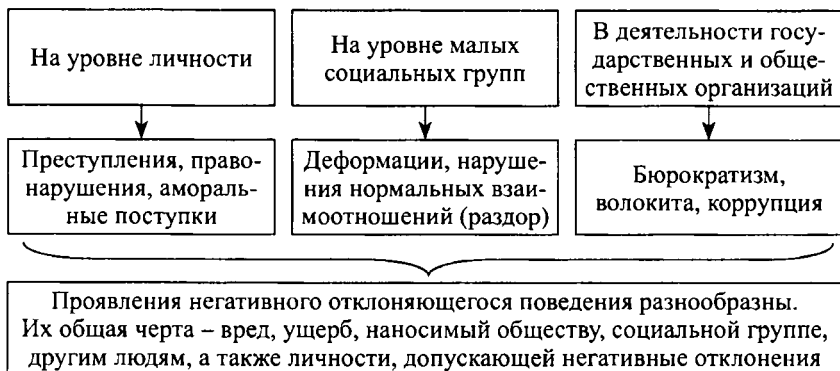 На уровне личности
На уровне малых
социальных групп
В деятельности госу-
дарственных и обще-
ственных организаций
Преступления, право-
нарушения, амораль-
ные поступки
Деформации, наруше-
ния нормальных взаи-
моотношений (раздор)
Бюрократизм,
волокита, коррупция
Проявления негативного отклоняющегося поведения разнообразны.
Их общая черта – вред, ущерб, наносимый обществу, социальной группе,
другим людям, а также личности, допускающей негативные отклонения